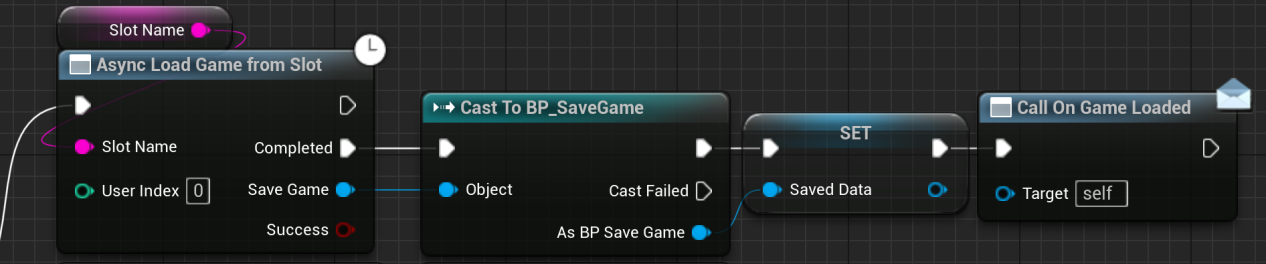 Slot Name
Async Load Game from Slot
Slot Name
Completed
User Index 0
Save Game
Success
Cast To BP_SaveGame
Object
Cast Failed
As BP Save Game
SET
Saved Data
Call On Game Loaded
Target self